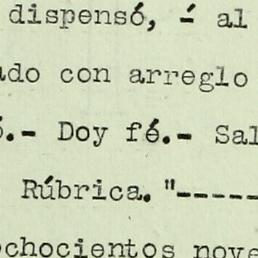 dispensó, - al
ado con arreglo
.- Doy fé.- Sal
Rúbrica."-----
ochocientos nove